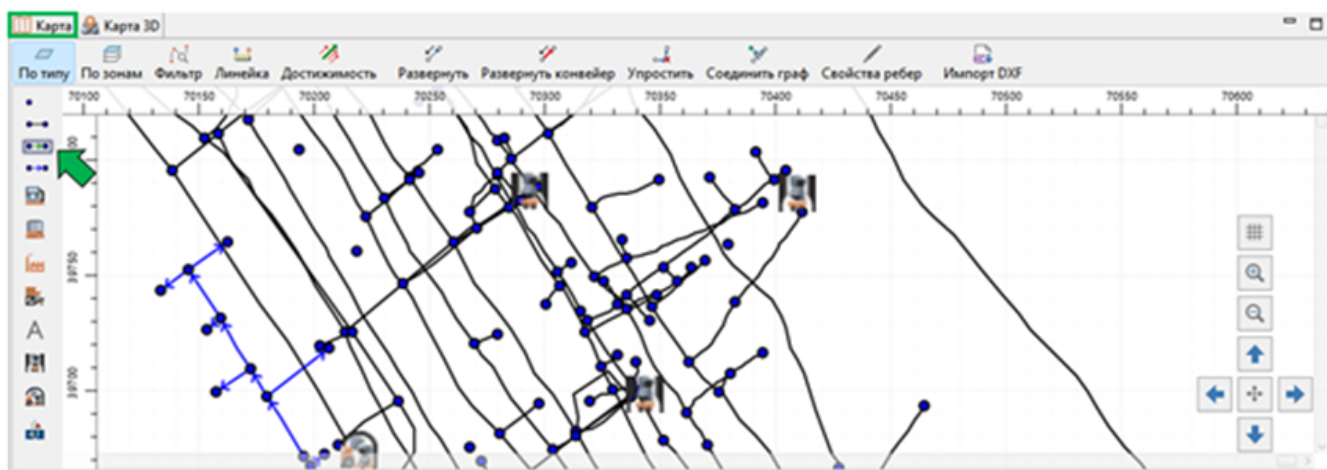 Карта Карта 3D
По типу По зонам Фильтр Линейка Достижимость Развернуть Развернуть конвейер Упростить Соединить граф Свойства ребер Импорт DXF
70100 70150 70200 70250 70300 70350 70400 70450 70500 70550 70600
A